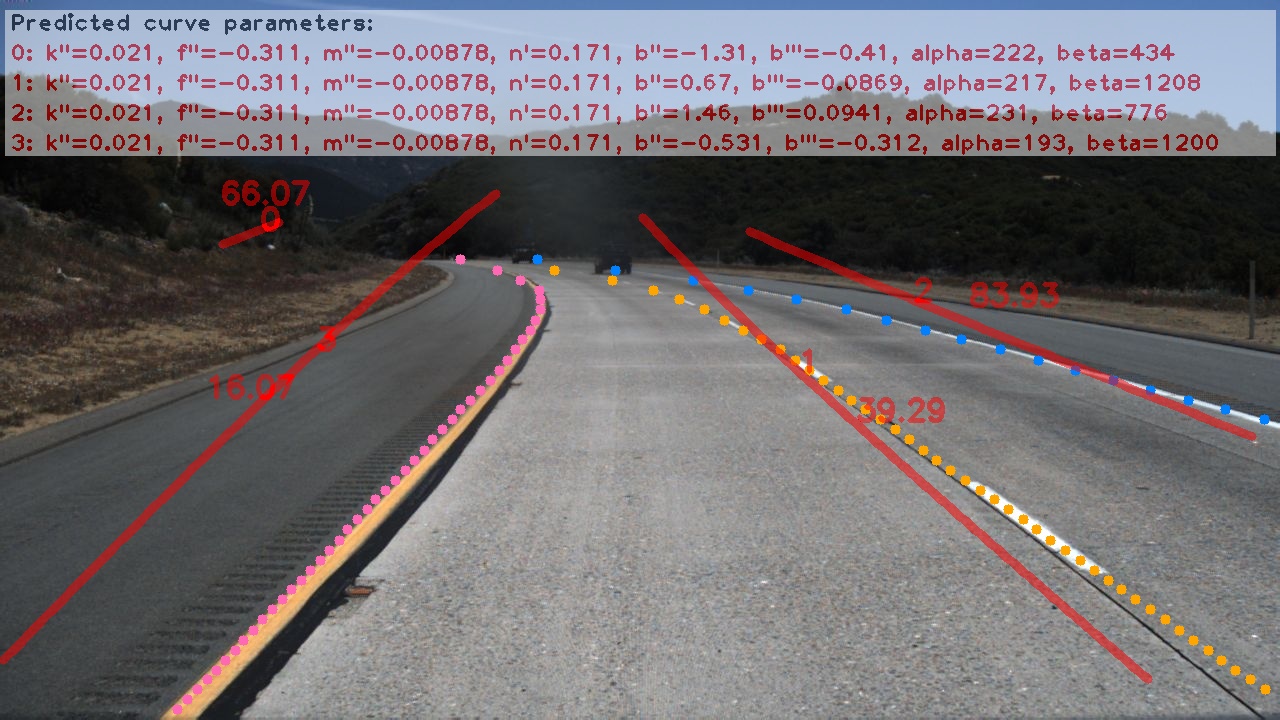 Predicted curve parameters:
0: k''=0.021, f''=-0.311, m''=-0.00878, n'=0.171, b''=-1.31, b'''=-0.41, alpha=222, beta=434
1: k''=0.021, f''=-0.311, m''=-0.00878, n'=0.171, b''=0.67, b'''=-0.0869, alpha=217, beta=1208
2: k''=0.021, f''=-0.311, m''=-0.00878, n'=0.171, b''=1.46, b'''=0.0941, alpha=231, beta=776
3: k''=0.021, f''=-0.311, m''=-0.00878, n'=0.171, b''=-0.531, b'''=-0.312, alpha=193, beta=1200
66.07
0
2 83.93
3
1
16.07
39.29